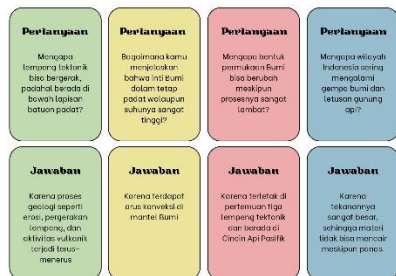 Pertanyaan
Mengapa
lempeng tektonik
bisa bergerak,
padahal berada di
bawah lapisan
batuan padat?
Pertanyaan
Bagaimana kamu
menjelaskan
bahwa inti Bumi
dalam tetap
padat walaupun
suhunya sangat
tinggi?
Pertanyaan
Mengapa bentuk
permukaan Bumi
bisa berubah
meskipun
prosesnya sangat
lambat?
Pertanyaan
Mengapa wilayah
Indonesia sering
mengalami
gempa bumi dan
letusan gunung
api?
Jawaban
Karena proses
geologi seperti
erosi, pergerakan
lempeng, dan
aktivitas vulkanik
terjadi terus-
menerus
Jawaban
Karena terdapat
arus konveksi di
mantel Bumi
Jawaban
Karena terletak di
pertemuan tiga
lempeng tektonik
dan berada di
Cincin Api Pasifik
Jawaban
Karena
tekanannya
sangat besar,
sehingga materi
tidak bisa mencair
meskipun panas.